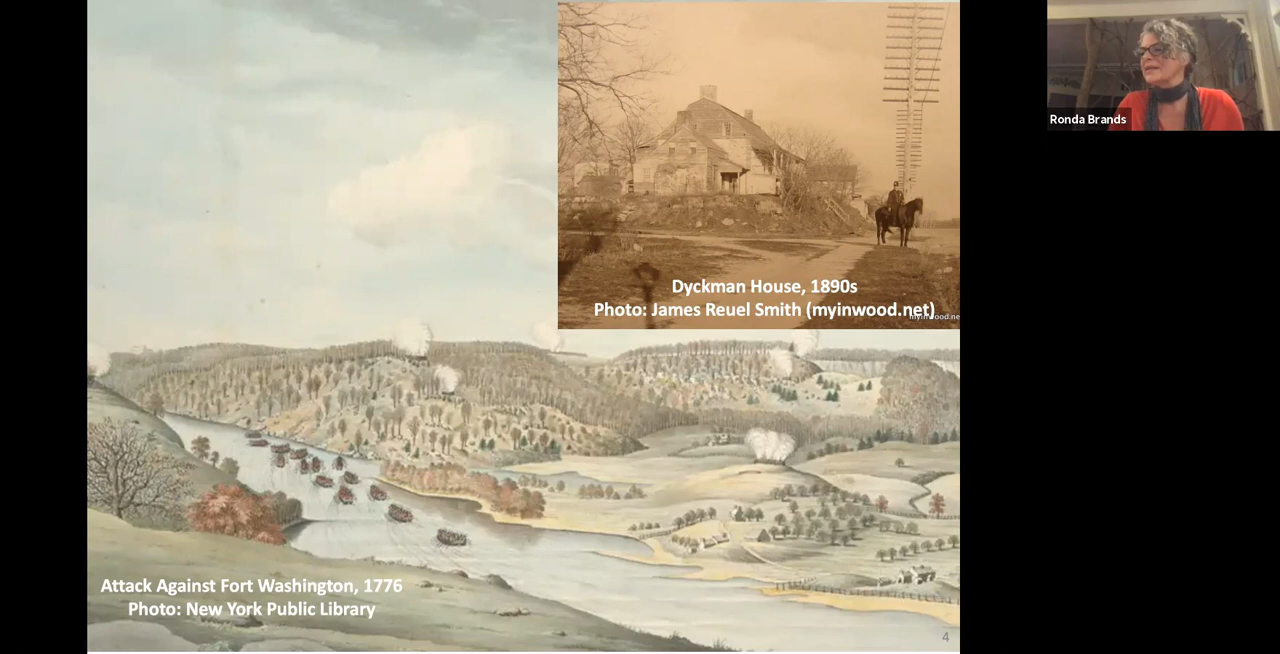 Dyckman House, 1890s
Photo: James Reuel Smith (myinwood.net)
myinwood.ne
Ronda Brands
Attack Against Fort Washington, 1776
Photo: New York Public Library
4